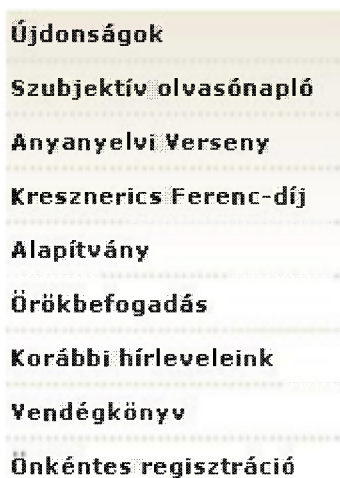 Újdonságok
Szubjektív olvasónapló
Anyanyelvi Verseny
Kresznerics Ferenc-díj
Alapítvány
Örökbefogadás
Korábbi hírleveleink
Vendégkönyv
Önkéntes regisztráció